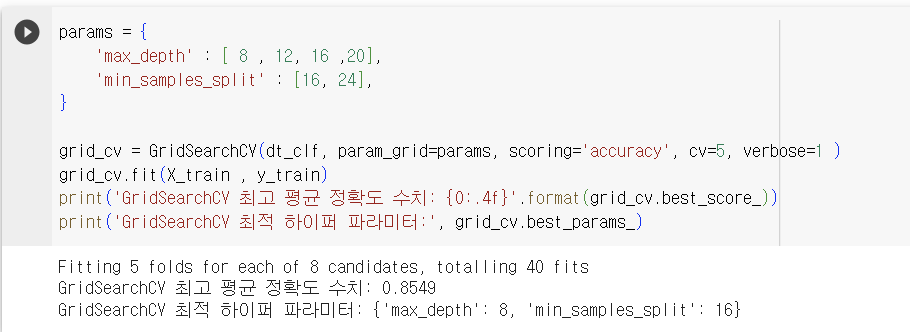 params = {
    'max_depth' : [ 8 , 12, 16 ,20],
    'min_samples_split' : [16, 24],
}
grid_cv = GridSearchCV(dt_clf, param_grid=params, scoring='accuracy', cv=5, verbose=1 )
grid_cv.fit(X_train , y_train)
print('GridSearchCV 최고 평균 정확도 수치: {0:.4f}'.format(grid_cv.best_score_))
print('GridSearchCV 최적 하이퍼 파라미터:', grid_cv.best_params_)
Fitting 5 folds for each of 8 candidates, totalling 40 fits
GridSearchCV 최고 평균 정확도 수치: 0.8549
GridSearchCV 최적 하이퍼 파라미터: {'max_depth': 8, 'min_samples_split': 16}